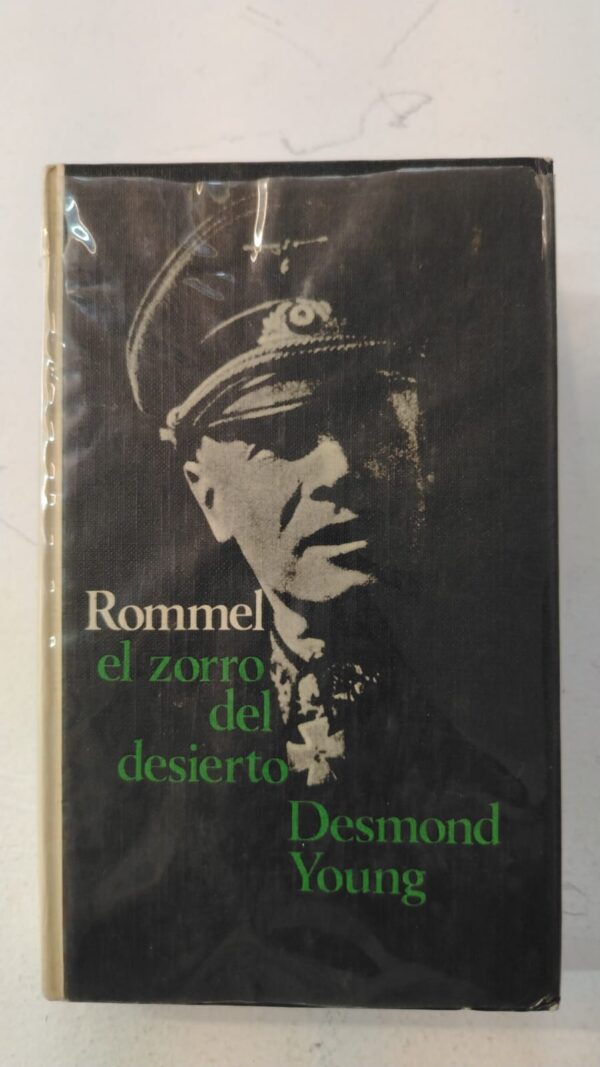 Rommel
el zorro
del
desierto
Desmond
Young